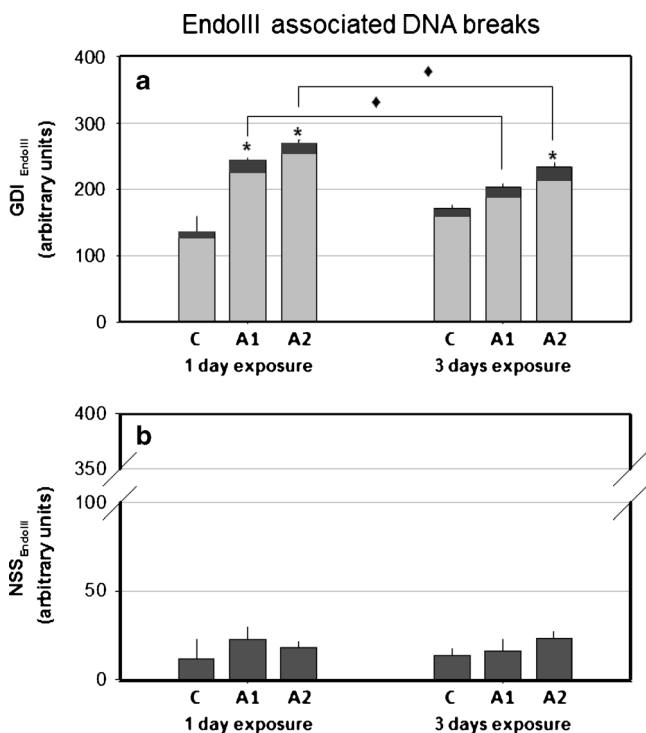 EndoIII associated DNA breaks
a
GDI EndoIII
(arbitrary units)
400
300
200
100
0
♦
♦
* * *
C A1 A2 C A1 A2
1 day exposure 3 days exposure
b
NSS EndoIII
(arbitrary units)
400
350
100
50
0
C A1 A2 C A1 A2
1 day exposure 3 days exposure